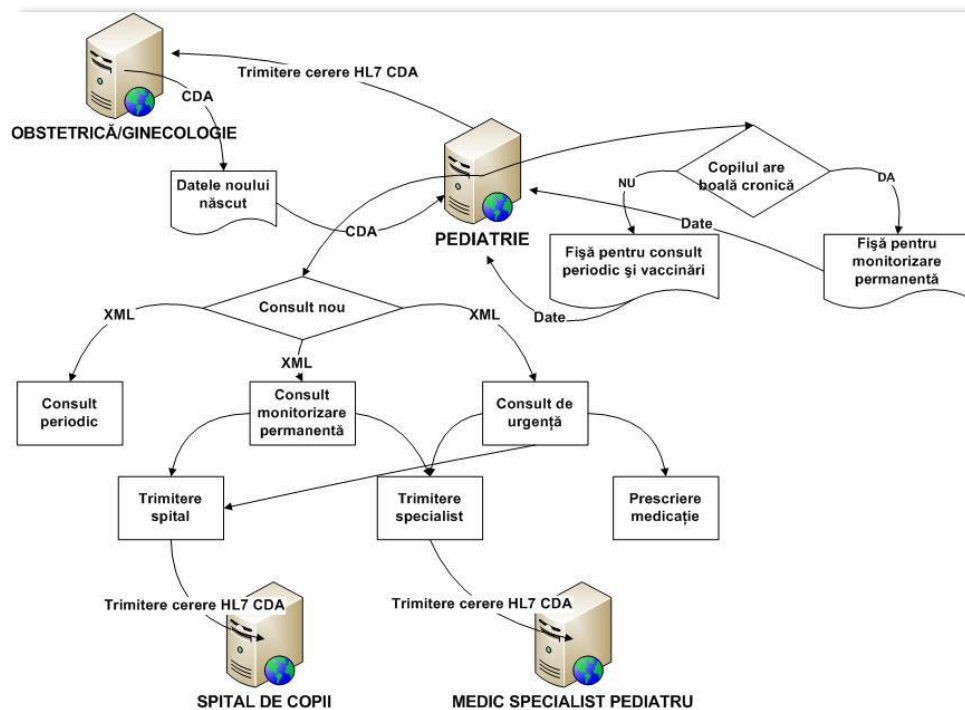 Trimitere cerere HL7 CDA
CDA
OBSTETRICĂ/GINECOLOGIE
Datele noului
născut
CDA
PEDIATRIE
Copilul are
boală cronică
NU
DA
Date
Fişă pentru consult
periodic şi vaccinări
Fişă pentru
monitorizare
permanentă
Date
Consult nou
XML
XML
XML
Consult
periodic
Consult
monitorizare
permanentă
Consult de
urgență
Trimitere
spital
Trimitere
specialist
Prescriere
medicație
Trimitere cerere HL7 CDA
Trimitere cerere HL7 CDA
SPITAL DE COPII
MEDIC SPECIALIST PEDIATRU